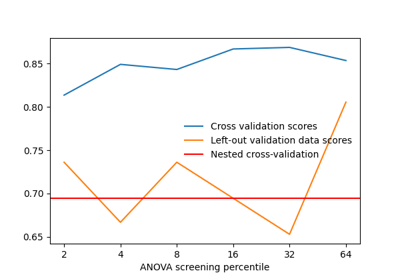 0.85
0.80
0.75
0.70
0.65
Cross validation scores
Left-out validation data scores
Nested cross-validation
2 4 8 16 32 64
ANOVA screening percentile